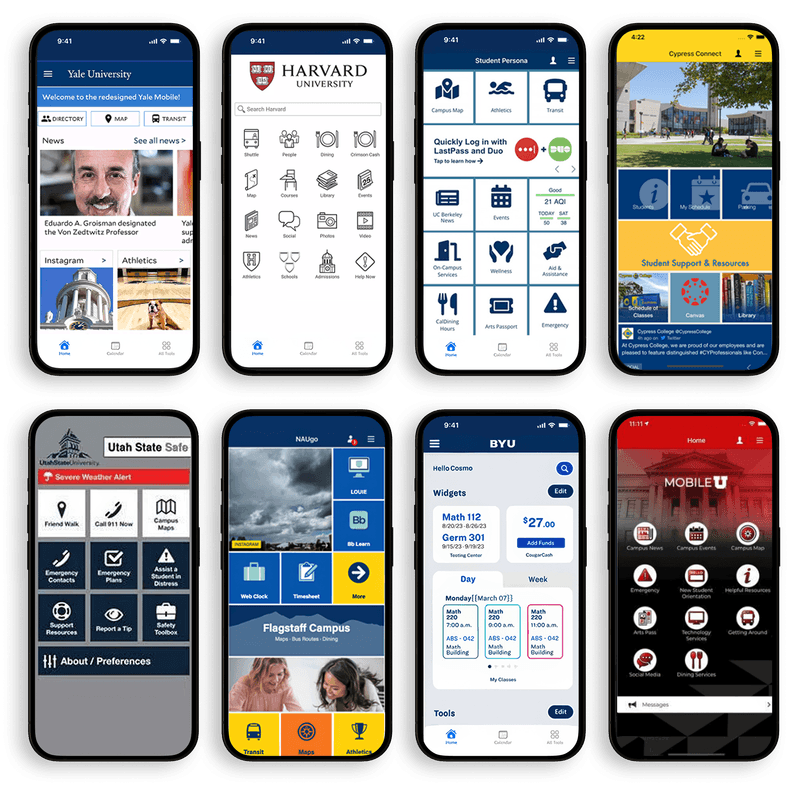 9:41
Yale University
Welcome to the redesigned Yale Mobile!
DIRECTORY
MAP
TRANSIT
News
See all news >
Eduardo A. Groisman designated
the Von Zedtwitz Professor
Yal
sup
adm
Instagram >
Athletics >
Home
Calendar
All Tools
9:41
HARVARD
UNIVERSITY
Search Harvard
Shuttle
People
Dining
Crimson Cash
Map
Courses
Library
Events
News
Social
Photos
Video
Athletics
Schools
Admissions
Help Now
Home
Calendar
All Tools
9:41
Student Persona
Campus Map
Athletics
Transit
Quickly Log in with
LastPass and Duo
Tap to learn how
+
DUO
UC Berkeley
News
Events
Good
21 AQI
TODAY SAT
50 38
On-Campus
Services
Wellness
Aid &
Assistance
CalDining
Hours
Arts Passport
Emergency
Home
Calendar
All Tools
4:22
Cypress Connect
Students
My Schedule
Parking
Student Support & Resources
Schedule of
Classes
Canvas
Library
Cypress College @CypressCollege
4h ago on Twitter
At Cypress College, we are proud of our employees and are
pleased to feature distinguished #CYProfessionals like Con...
UtahStateUniversity
Utah State Safe
Severe Weather Alert
Friend Walk
Call 911 Now
Campus
Maps
Emergency
Contacts
Emergency
Plans
Assist a
Student in
Distress
Support
Resources
Report a Tip
Safety
Toolbox
About / Preferences
NAUgo
INSTAGRAM
LOUIE
Bb
Bb Learn
Web Clock
Timesheet
More
Flagstaff Campus
Maps - Bus Routes - Dining
Transit
Maps
Athletics
9:41
BYU
Hello Cosmo
Widgets
Edit
Math 112
8/20/23 - 8/26/23
Germ 301
9/15/23 - 9/19/23
Testing Center
$27.00
Add Funds
CougarCash
Day
Week
Monday[[March 07]]
Math
220
7:00 a.m.
ABS - 042
Math
Building
Math
220
9:00 a.m.
ABS - 042
Math
Building
Math
220
11:00 a.m.
ABS - 042
Math
Building
My Classes
Tools
Edit
Home
Calendar
All Tools
11:11
Home
MOBILE U
Campus News
Campus Events
Campus Map
Emergency
New Student
Orientation
Helpful Resources
Arts Pass
Technology
Services
Getting Around
Social Media
Dining Services
Messages